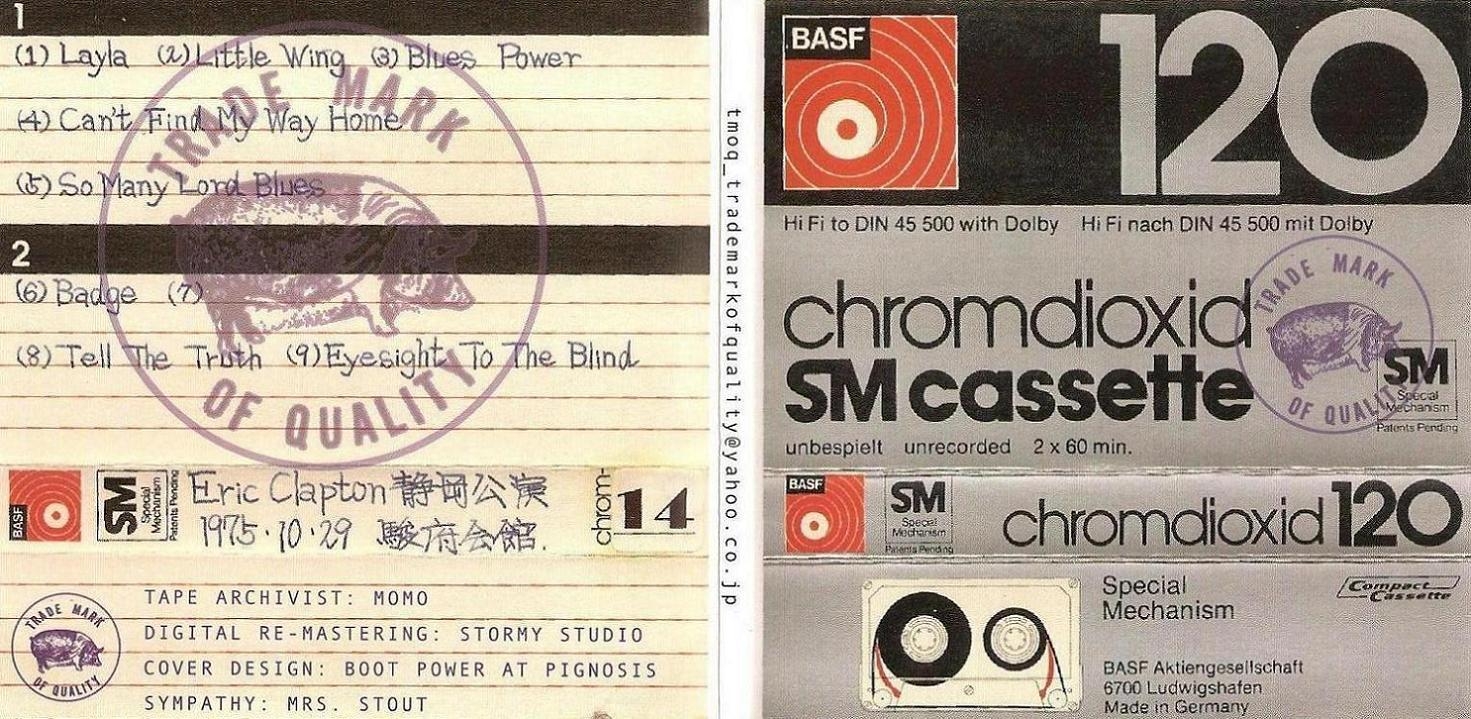 1
(1) Layla (2) Little Wing (3) Blues Power
(4) Can't Find My Way Home
(5) So Many Lord Blues
TRADE MARK
OF QUALITY
2
(6) Badge (7)
(8) Tell The Truth (9) Eyesight To The Blind
BASF
SM
Special
Mechanism
Patents Pending
Eric Clapton 静岡公演
1975・10・29 駿府会館.
chrom-
14
TRADE MARK
OF QUALITY
TAPE ARCHIVIST: MOMO
DIGITAL RE-MASTERING: STORMY STUDIO
COVER DESIGN: BOOT POWER AT PIGNOSIS
SYMPATHY: MRS. STOUT
tmoq_trademarkofquality@yahoo.co.jp
BASF
120
Hi Fi to DIN 45 500 with Dolby Hi Fi nach DIN 45 500 mit Dolby
chromdioxid
SM cassette
TRADE MARK
OF QUALITY
SM
Special
Mechanism
Patents Pending
unbespielt unrecorded 2 x 60 min.
BASF
SM
Special
Mechanism
Patents Pending
chromdioxid 120
Special
Mechanism
Compact
Cassette
BASF Aktiengesellschaft
6700 Ludwigshafen
Made in Germany